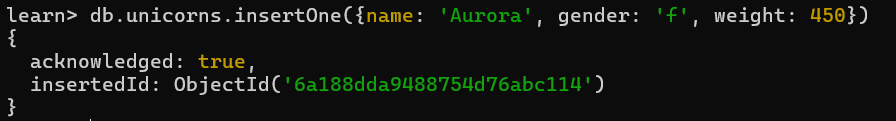 learn> db.unicorns.insertOne({name: 'Aurora', gender: 'f', weight: 450})
{
  acknowledged: true,
  insertedId: ObjectId('6a188dda9488754d76abc114')
}